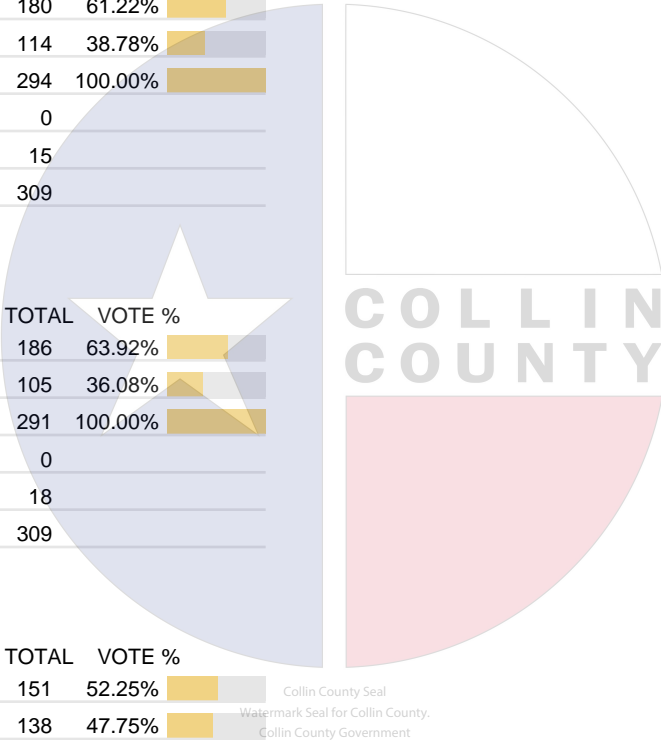 180 61.22%
114 38.78%
294 100.00%
0
15
309
TOTAL VOTE %
186 63.92%
105 36.08%
291 100.00%
0
18
309
COLLIN
COUNTY
TOTAL VOTE %
151 52.25%
138 47.75%
Collin County Seal
Watermark Seal for Collin County.
Collin County Government